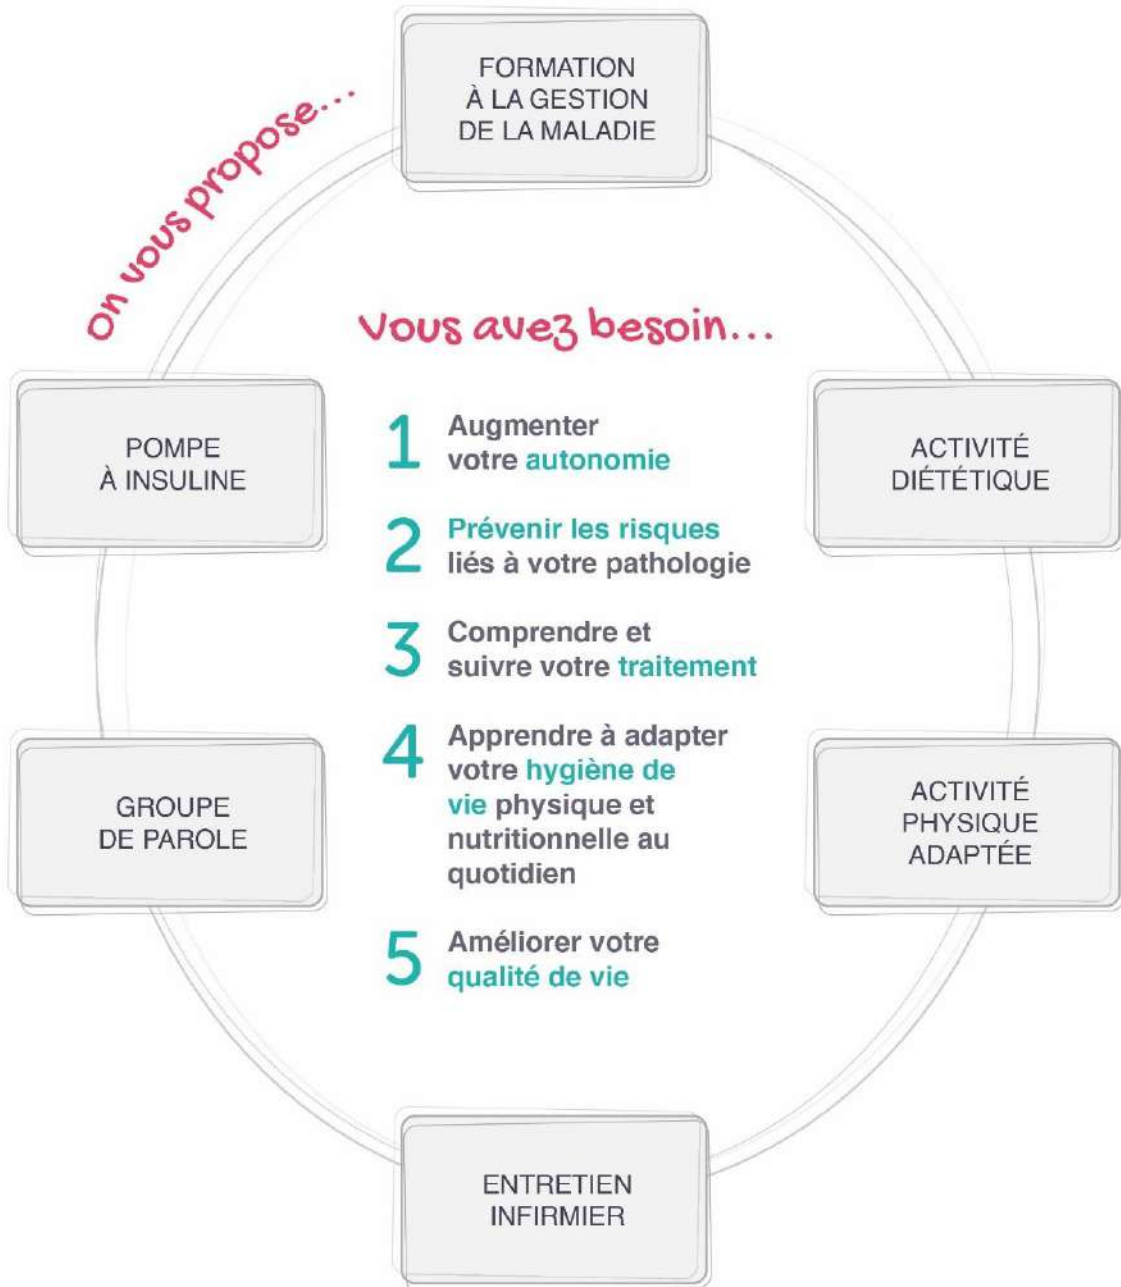 FORMATION
À LA GESTION
DE LA MALADIE
On vous propose...
Vous avez besoin...
POMPE
À INSULINE
1 Augmenter
votre autonomie
2 Prévenir les risques
liés à votre pathologie
3 Comprendre et
suivre votre traitement
4 Apprendre à adapter
votre hygiène de
vie physique et
nutritionnelle au
quotidien
5 Améliorer votre
qualité de vie
ACTIVITÉ
DIÉTÉTIQUE
GROUPE
DE PAROLE
ACTIVITÉ
PHYSIQUE
ADAPTÉE
ENTRETIEN
INFIRMIER